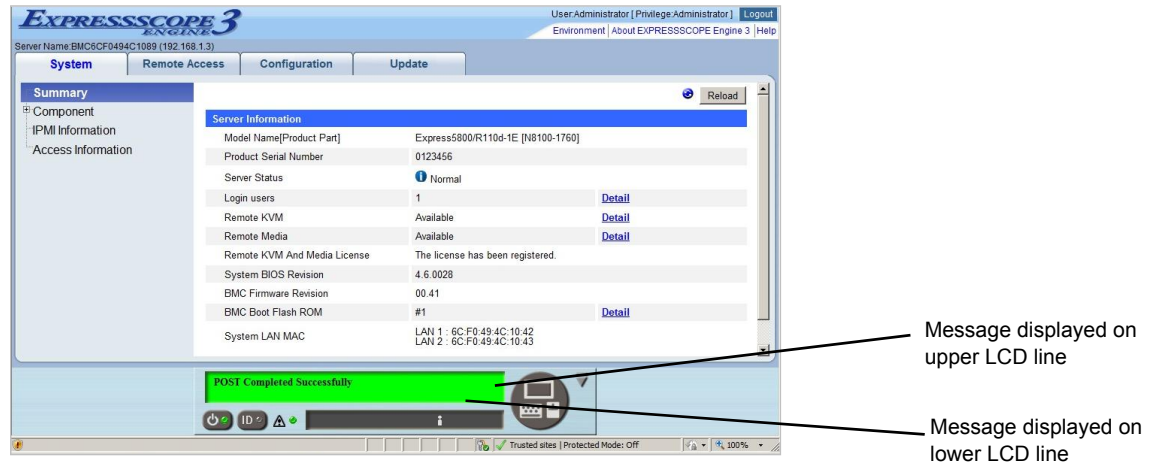 EXPRESSSCOPE
ENGINE 3
User:Administrator [ Privilege:Administrator ] Logout
Environment | About EXPRESSSCOPE Engine 3 | Help
Server Name:BMC6CF0494C1089 (192.168.1.3)
System Remote Access Configuration Update
Summary
Component
IPMI Information
Access Information
Reload
Server Information
Model Name[Product Part] Express5800/R110d-1E [N8100-1760]
Product Serial Number 0123456
Server Status Normal
Login users 1 Detail
Remote KVM Available Detail
Remote Media Available Detail
Remote KVM And Media License The license has been registered.
System BIOS Revision 4.6.0028
BMC Firmware Revision 00.41
BMC Boot Flash ROM #1 Detail
System LAN MAC LAN 1 : 6C:F0:49:4C:10:42
LAN 2 : 6C:F0:49:4C:10:43
Message displayed on
upper LCD line
POST Completed Successfully
ID
Message displayed on
lower LCD line
Trusted sites | Protected Mode: Off 100%